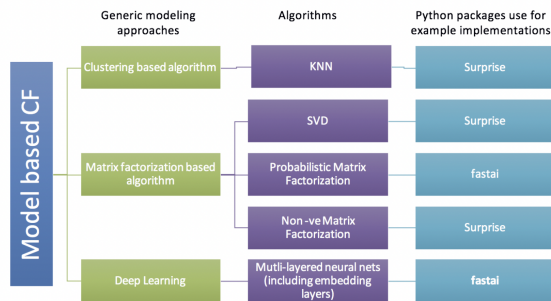 Generic modeling
approaches
Algorithms
Python packages use for
example implementations
Model based CF
Clustering based algorithm
KNN
Surprise
Matrix factorization based
algorithm
SVD
Surprise
Probabilistic Matrix
Factorization
fastai
Non -ve Matrix
Factorization
Surprise
Deep Learning
Mutli-layered neural nets
(including embedding
layers)
fastai